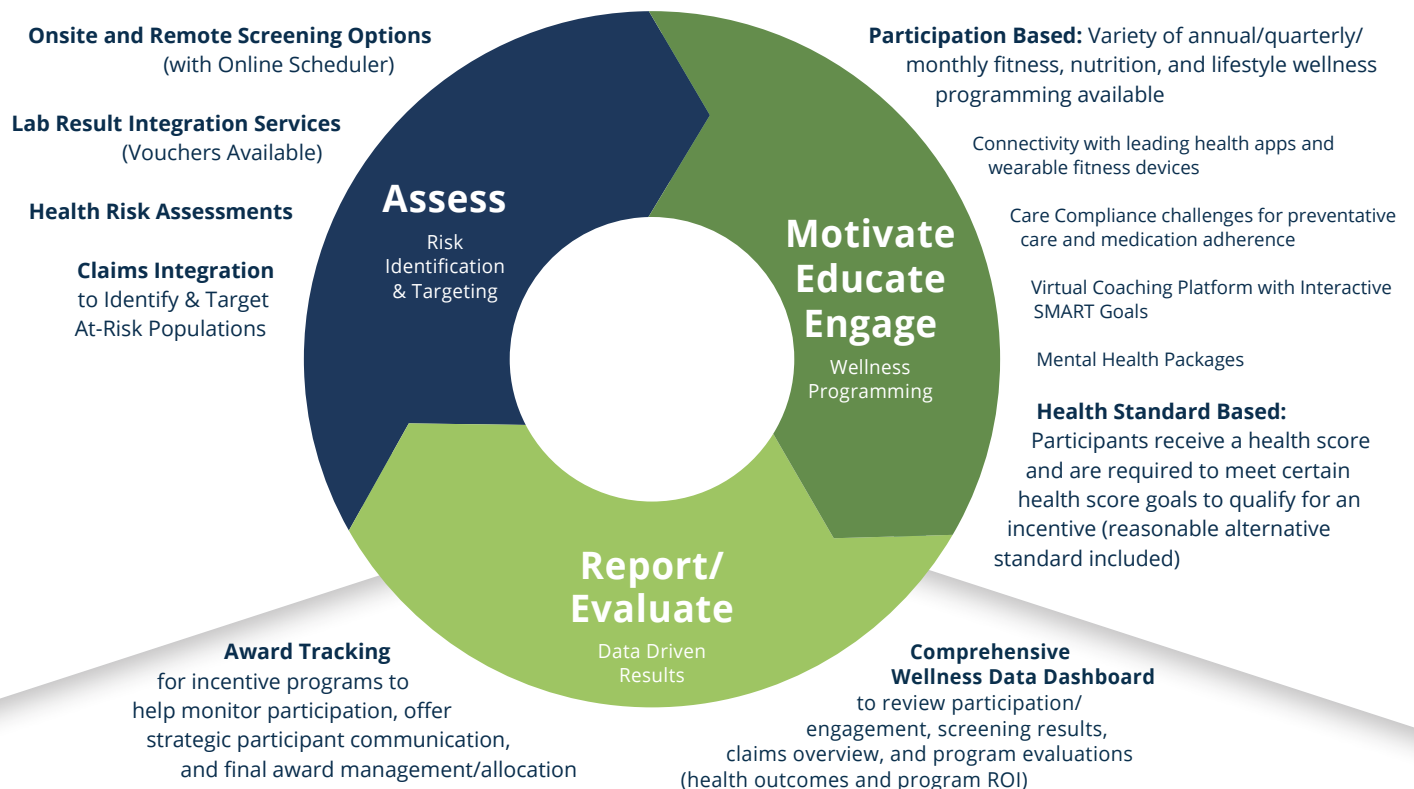 Onsite and Remote Screening Options
(with Online Scheduler)
Lab Result Integration Services
(Vouchers Available)
Health Risk Assessments
Claims Integration
to Identify & Target
At-Risk Populations
Assess
Risk
Identification
& Targeting
Motivate
Educate
Engage
Wellness
Programming
Participation Based: Variety of annual/quarterly/
monthly fitness, nutrition, and lifestyle wellness
programming available
Connectivity with leading health apps and
wearable fitness devices
Care Compliance challenges for preventative
care and medication adherence
Virtual Coaching Platform with Interactive
SMART Goals
Mental Health Packages
Health Standard Based:
Participants receive a health score
and are required to meet certain
health score goals to qualify for an
incentive (reasonable alternative
standard included)
Report/
Evaluate
Data Driven
Results
Award Tracking
for incentive programs to
help monitor participation, offer
strategic participant communication,
and final award management/allocation
Comprehensive
Wellness Data Dashboard
to review participation/
engagement, screening results,
claims overview, and program evaluations
(health outcomes and program ROI)